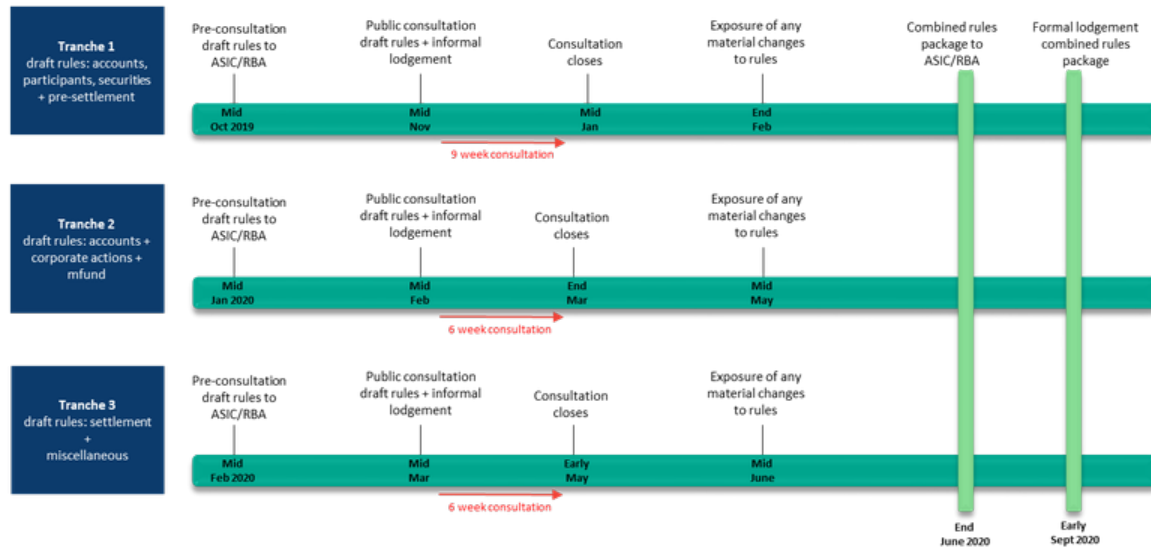 Tranche 1
draft rules: accounts,
participants, securities
+ pre-settlement
Pre-consultation
draft rules to
ASIC/RBA
Public consultation
draft rules + informal
lodgement
Consultation
closes
Exposure of any
material changes
to rules
Combined rules
package to
ASIC/RBA
Formal lodgement
combined rules
package
Mid
Oct 2019
Mid
Nov
Mid
Jan
End
Feb
9 week consultation
Tranche 2
draft rules: accounts +
corporate actions +
mfund
Pre-consultation
draft rules to
ASIC/RBA
Public consultation
draft rules + informal
lodgement
Consultation
closes
Exposure of any
material changes
to rules
Mid
Jan 2020
Mid
Feb
End
Mar
Mid
May
6 week consultation
Tranche 3
draft rules: settlement
+
miscellaneous
Pre-consultation
draft rules to
ASIC/RBA
Public consultation
draft rules + informal
lodgement
Consultation
closes
Exposure of any
material changes
to rules
Mid
Feb 2020
Mid
Mar
Early
May
Mid
June
6 week consultation
End
June 2020
Early
Sept 2020